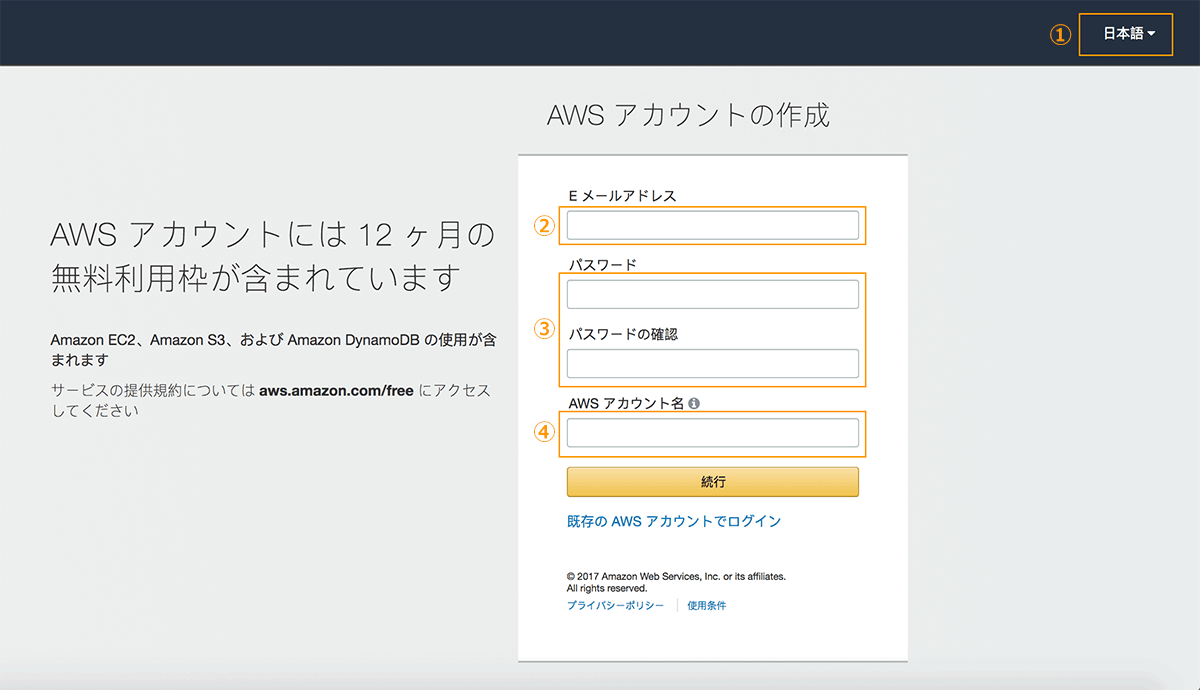 ① 日本語
AWS アカウントの作成
AWS アカウントには 12 ヶ月の
無料利用枠が含まれています
Amazon EC2、Amazon S3、および Amazon DynamoDB の使用が含
まれます
サービスの提供規約については aws.amazon.com/free にアクセス
してください
E メールアドレス
②
パスワード
③
パスワードの確認
AWS アカウント名
④
続行
既存の AWS アカウントでログイン
© 2017 Amazon Web Services, Inc. or its affiliates.
All rights reserved.
プライバシーポリシー | 使用条件